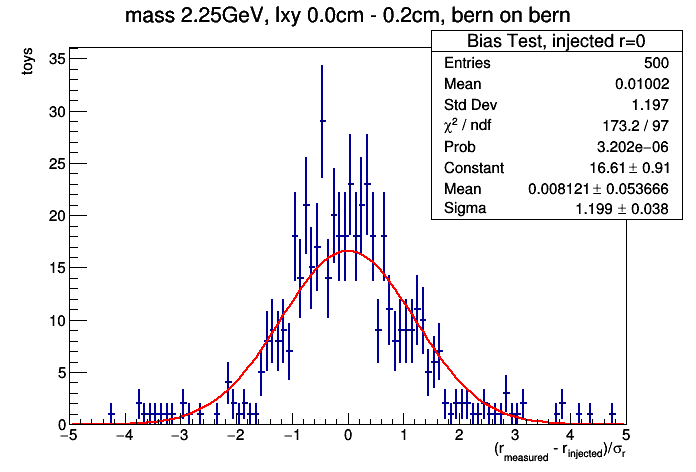 mass 2.25GeV, lxy 0.0cm - 0.2cm, bern on bern
Bias Test, injected r=0
Entries 500
Mean 0.01002
Std Dev 1.197
χ² / ndf 173.2 / 97
Prob 3.202e−06
Constant 16.61 ± 0.91
Mean 0.008121 ± 0.053666
Sigma 1.199 ± 0.038
toys
35
30
25
20
15
10
5
0
−5 −4 −3 −2 −1 0 1 2 3 4 5
(r_measured - r_injected)/σ_r